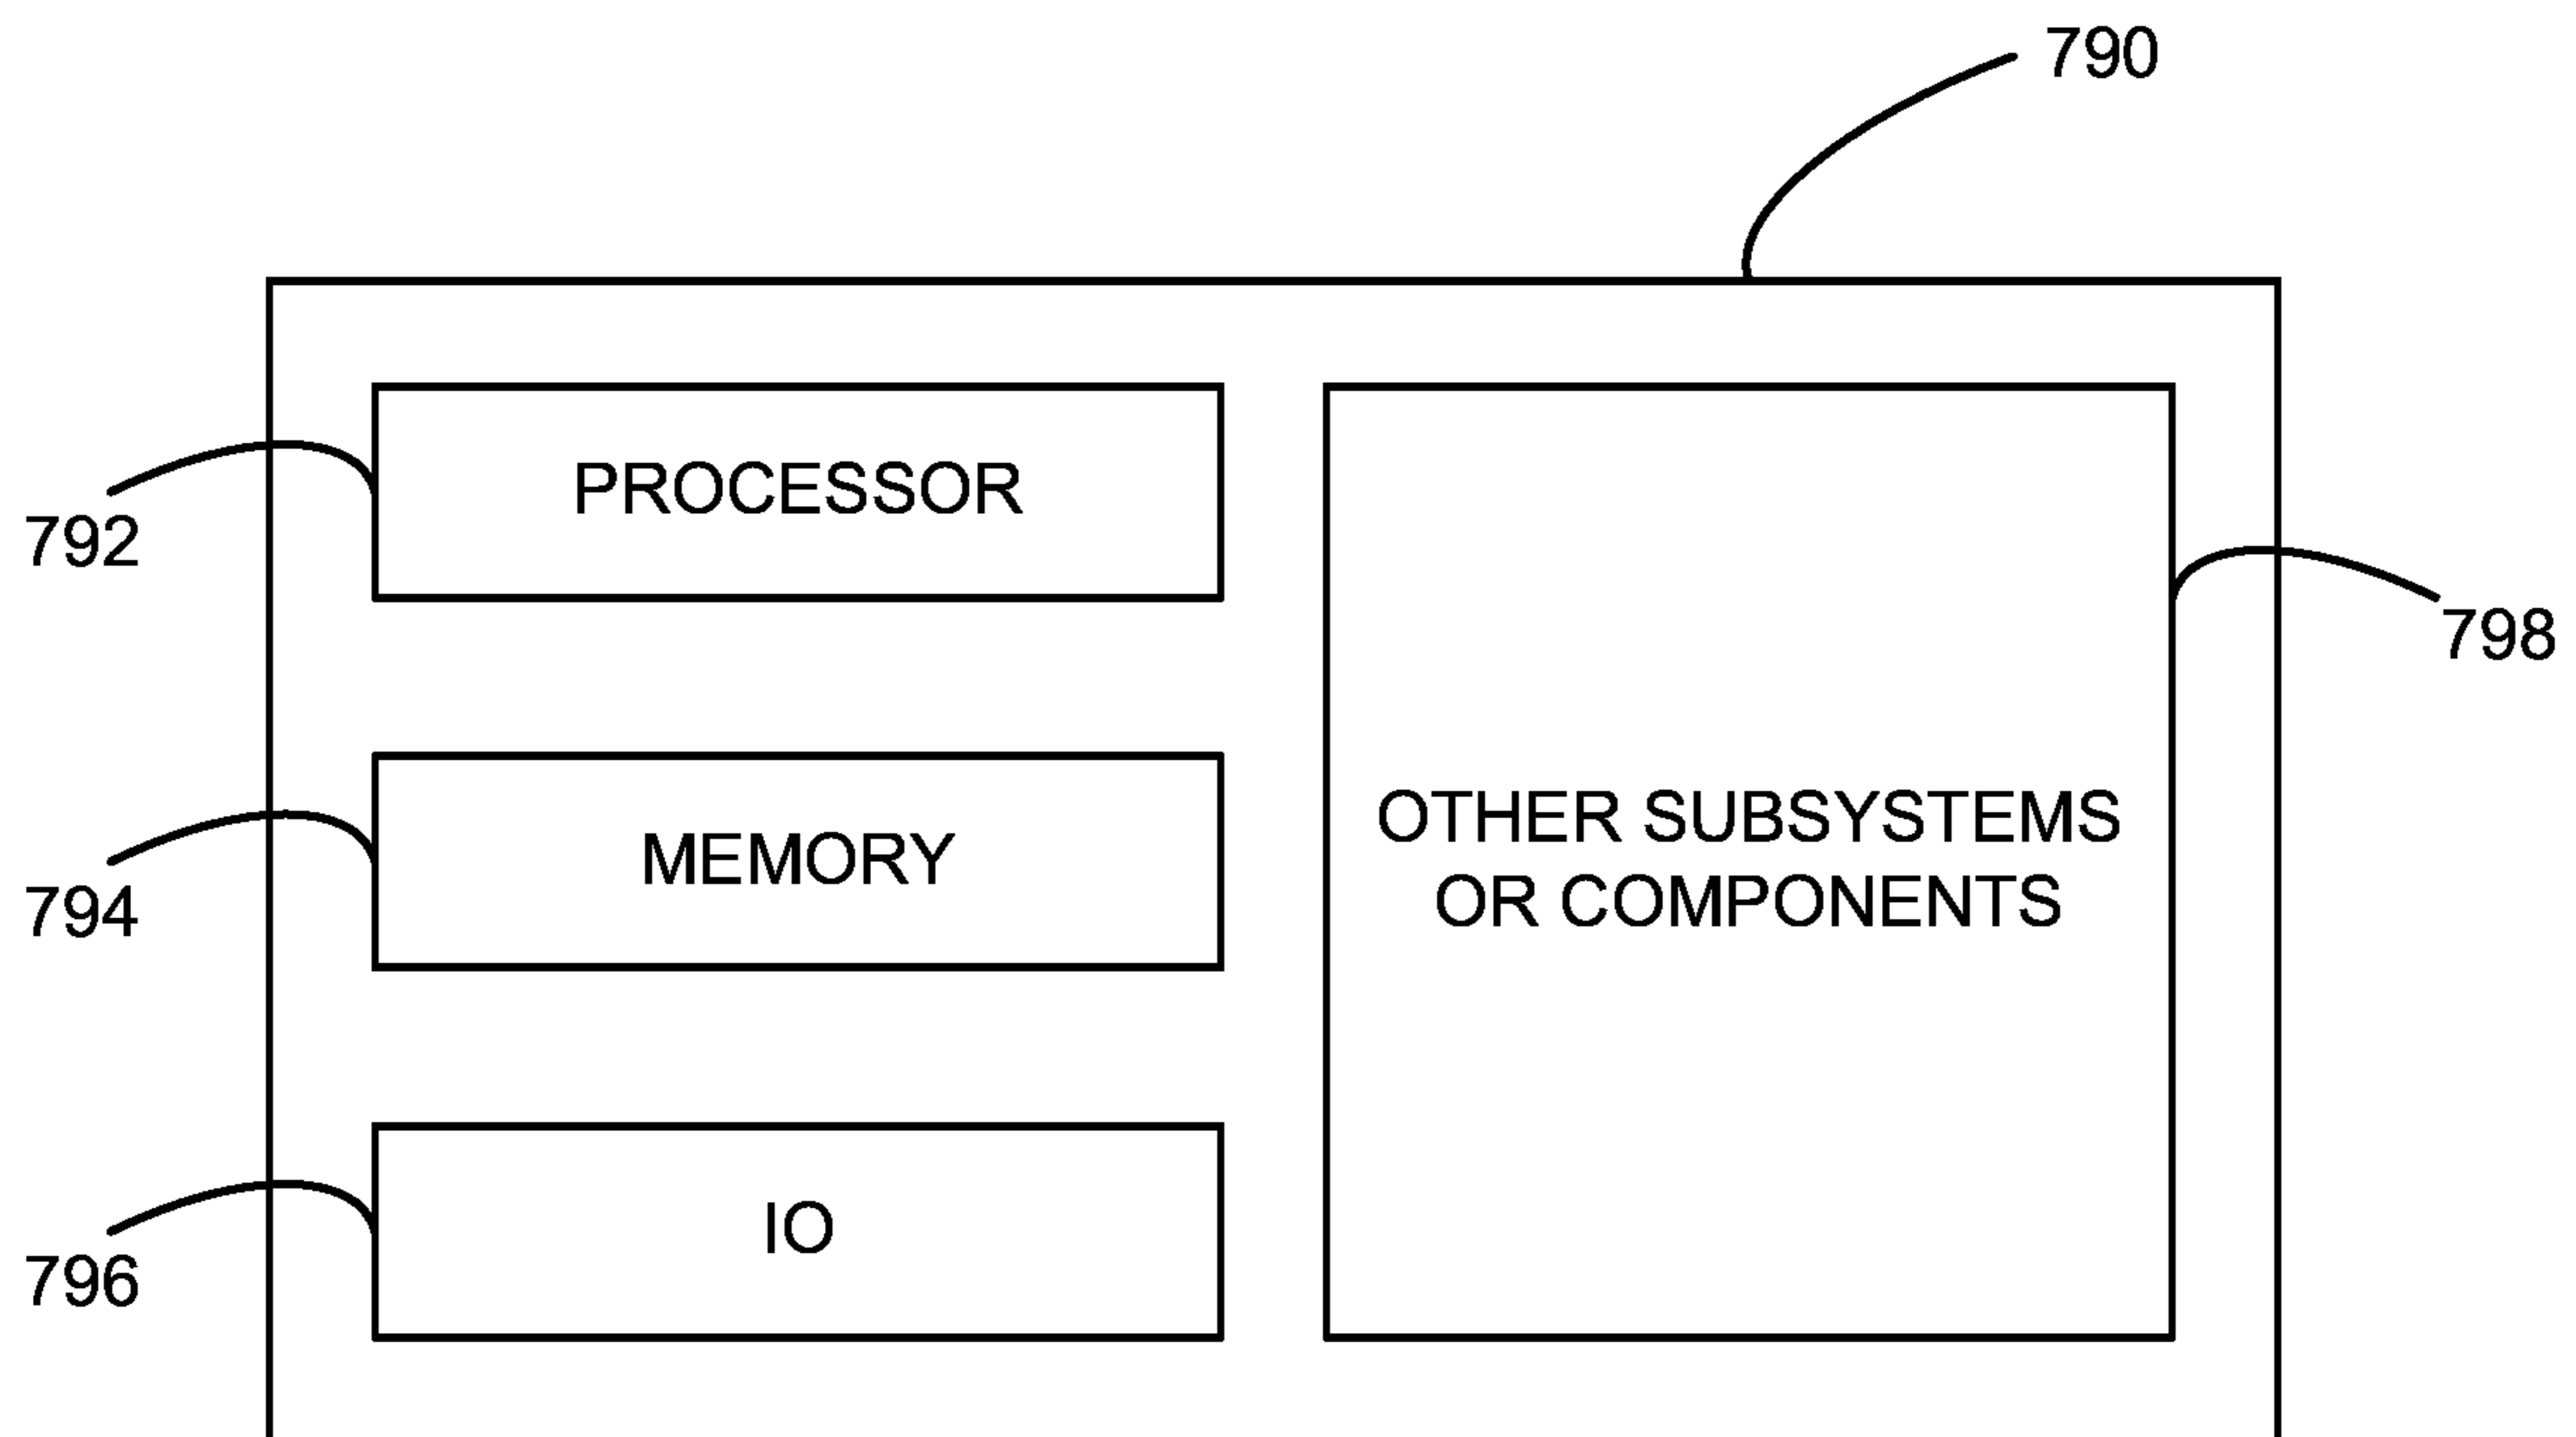 790
PROCESSOR
792
798
OTHER SUBSYSTEMS
OR COMPONENTS
MEMORY
794
IO
796